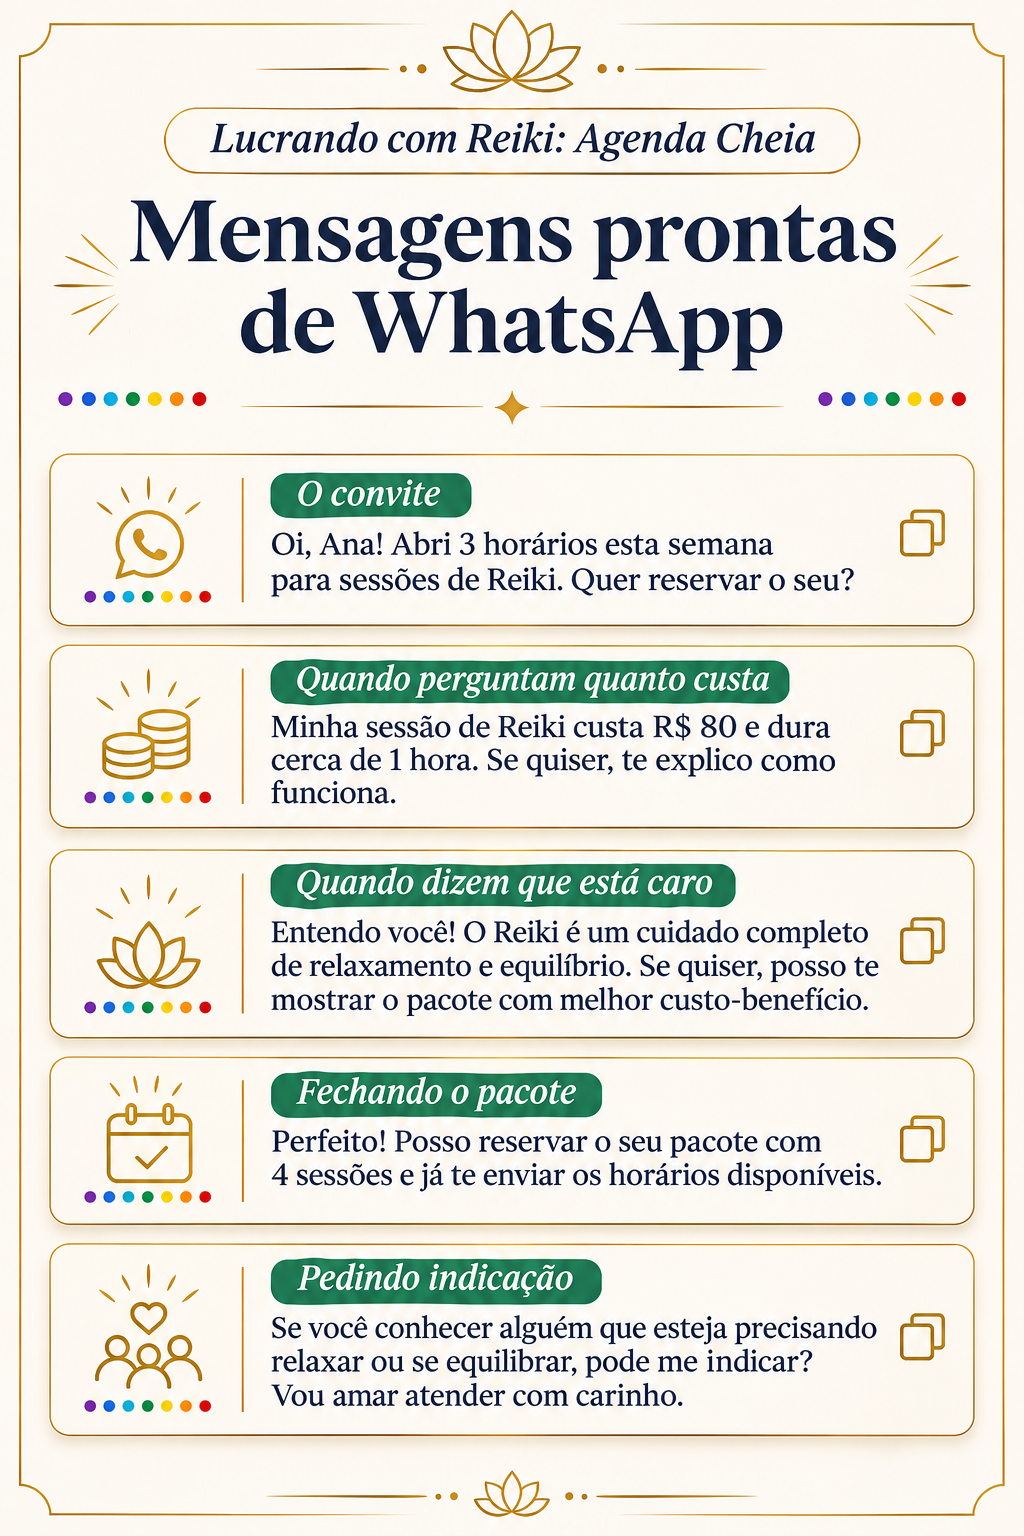 Lucrando com Reiki: Agenda Cheia
Mensagens prontas
de WhatsApp
O convite
Oi, Ana! Abri 3 horários esta semana
para sessões de Reiki. Quer reservar o seu?
Quando perguntam quanto custa
Minha sessão de Reiki custa R$ 80 e dura
cerca de 1 hora. Se quiser, te explico como
funciona.
Quando dizem que está caro
Entendo você! O Reiki é um cuidado completo
de relaxamento e equilíbrio. Se quiser, posso te
mostrar o pacote com melhor custo-benefício.
Fechando o pacote
Perfeito! Posso reservar o seu pacote com
4 sessões e já te enviar os horários disponíveis.
Pedindo indicação
Se você conhecer alguém que esteja precisando
relaxar ou se equilibrar, pode me indicar?
Vou amar atender com carinho.